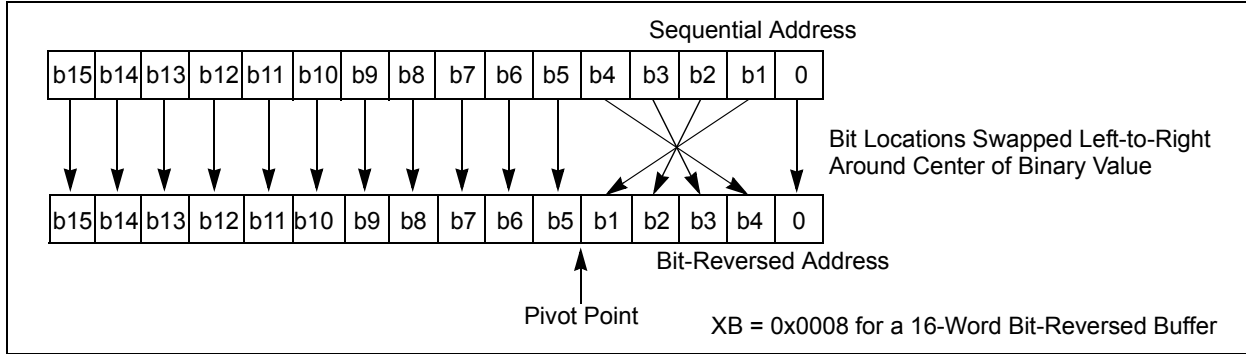 Sequential Address
b15 b14 b13 b12 b11 b10 b9 b8 b7 b6 b5 b4 b3 b2 b1 0
Bit Locations Swapped Left-to-Right
Around Center of Binary Value
b15 b14 b13 b12 b11 b10 b9 b8 b7 b6 b5 b1 b2 b3 b4 0
Bit-Reversed Address
Pivot Point
XB = 0x0008 for a 16-Word Bit-Reversed Buffer